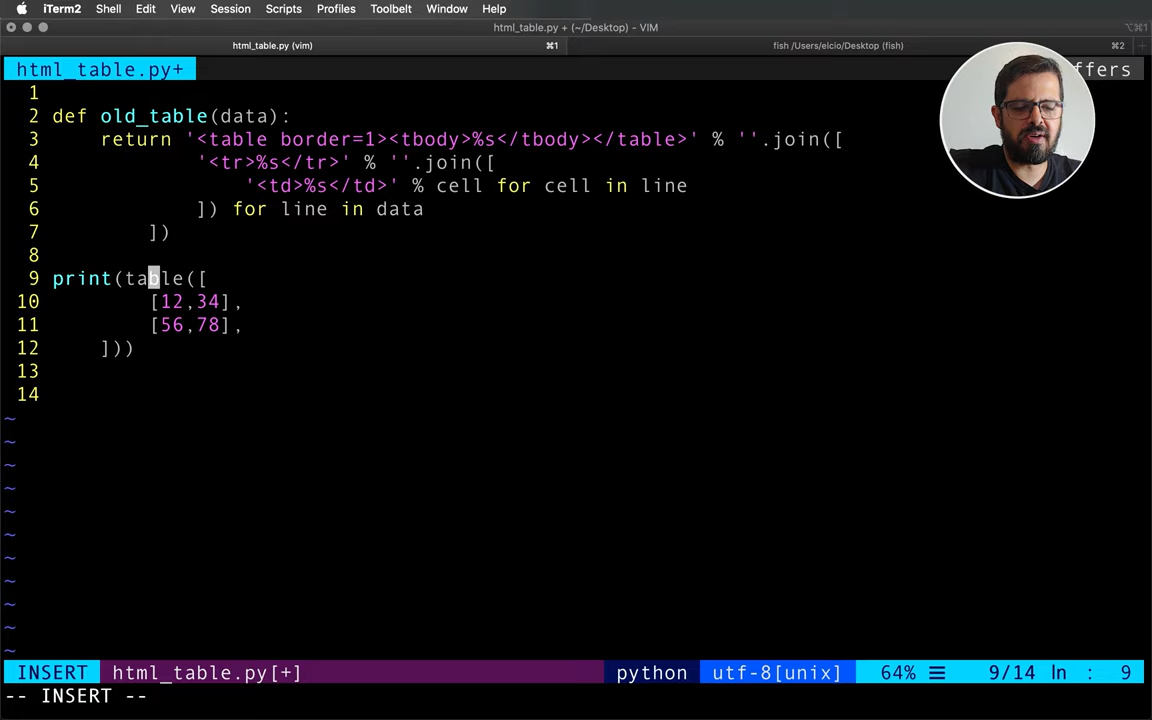 iTerm2 Shell Edit View Session Scripts Profiles Toolbelt Window Help
html_table.py + (~/Desktop) - VIM ⌥⌘1
html_table.py (vim) ⌘1 fish /Users/elcio/Desktop (fish) ⌘2
html_table.py+ ffers
1
2 def old_table(data):
3     return '<table border=1><tbody>%s</tbody></table>' % ''.join([
4             '<tr>%s</tr>' % ''.join([
5                 '<td>%s</td>' % cell for cell in line
6             ]) for line in data
7         ])
8
9 print(table([
10         [12,34],
11         [56,78],
12     ]))
13
14
~
~
~
~
~
~
~
~
~
~
~
INSERT html_table.py[+] python utf-8[unix] 64% ☰ 9/14 ln : 9
-- INSERT --